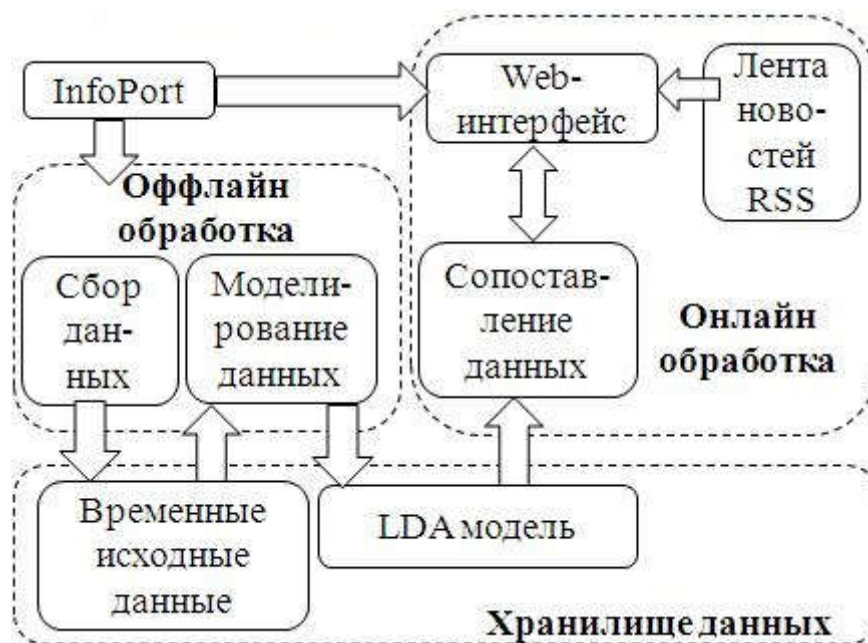 InfoPort
Web-
интерфейс
Лента
ново-
стей
RSS
Оффлайн
обработка
Сбор
дан-
ных
Модели-
рование
данных
Сопостав-
ление
данных
Онлайн
обработка
Временные
исходные
данные
LDA модель
Хранилище данных